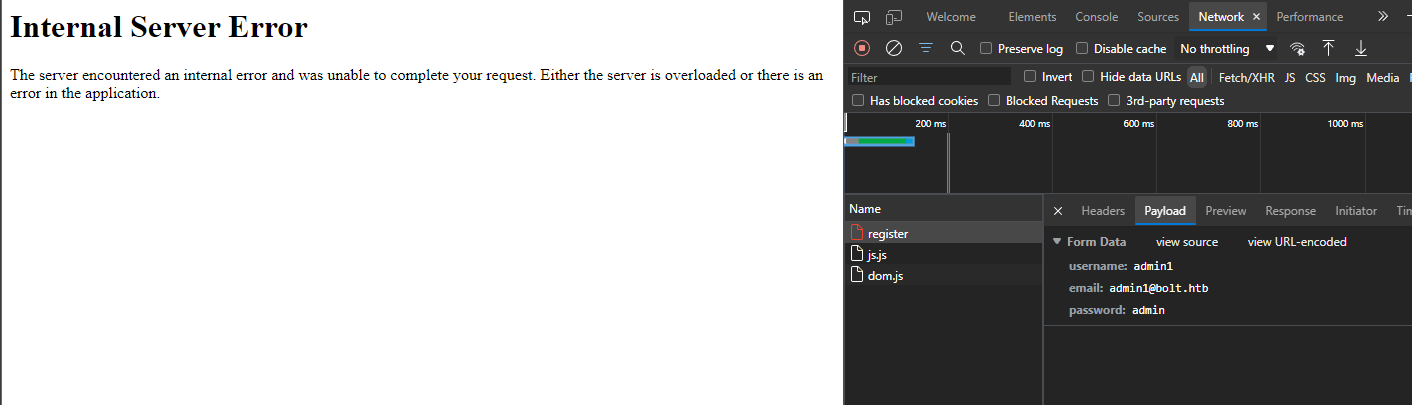 Internal Server Error
The server encountered an internal error and was unable to complete your request. Either the server is overloaded or there is an
error in the application.
Welcome Elements Console Sources Network Performance
Preserve log Disable cache No throttling
Filter Invert Hide data URLs All Fetch/XHR JS CSS Img Media
Has blocked cookies Blocked Requests 3rd-party requests
200 ms 400 ms 600 ms 800 ms 1000 ms
Name
register
js.js
dom.js
Headers Payload Preview Response Initiator Tin
Form Data view source view URL-encoded
username: admin1
email: admin1@bolt.htb
password: admin